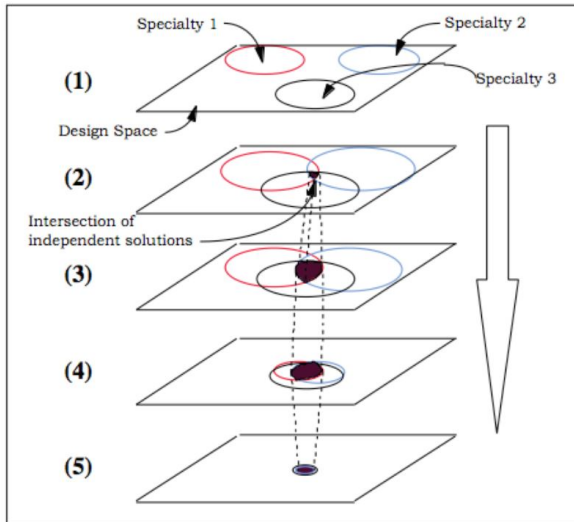 Specialty 1
Specialty 2
(1)
Specialty 3
Design Space
(2)
Intersection of
independent solutions
(3)
(4)
(5)